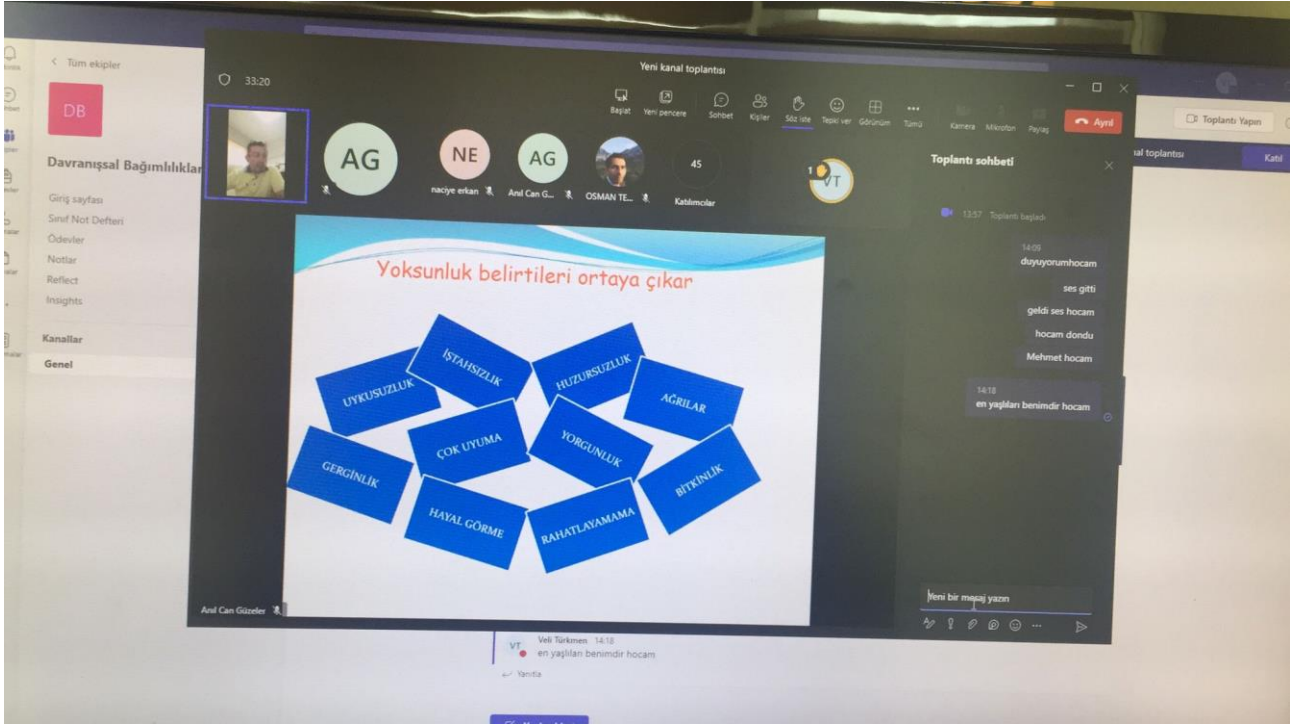 Tüm ekipler
DB
Davranışsal Bağımlılıklar
Giriş sayfası
Sınıf Not Defteri
Ödevler
Notlar
Reflect
Insights
Kanallar
Genel
33:20
Yeni kanal toplantısı
Başlat
Yeni pencere
Sohbet
Kişiler
Söz iste
Tepki ver
Görünüm
Tümü
Kamera
Mikrofon
Paylaş
Ayrıl
Toplantı Yapın
al toplantısı
Katıl
AG
NE
naciye erkan
AG
Anıl Can G...
OSMAN TE...
45
Katılımcılar
1
VT
Yoksunluk belirtileri ortaya çıkar
UYKUSUZLUK
İŞTAHSIZLIK
HUZURSUZLUK
AĞRILAR
GERGİNLİK
ÇOK UYUMA
YORGUNLUK
BİTKİNLİK
HAYAL GÖRME
RAHATLAYAMAMA
Anıl Can Güzeler
Toplantı sohbeti
13:57 Toplantı başladı
14:09
duyuyorumhocam
ses gitti
geldi ses hocam
hocam dondu
Mehmet hocam
14:18
en yaşlıları benimdir hocam
Yeni bir mesaj yazın
VT
Veli Türkmen 14:18
en yaşlıları benimdir hocam
Yanıtla